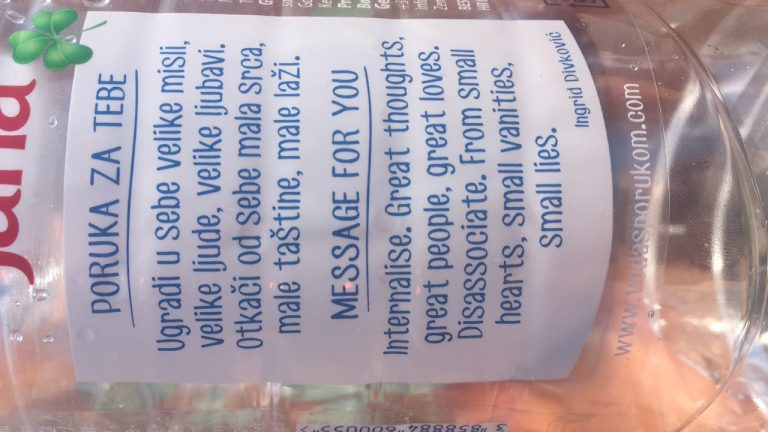 PORUKA ZA TEBE
Ugradi u sebe velike misli,
velike ljude, velike ljubavi.
Otkači od sebe mala srca,
male taštine, male laži.
MESSAGE FOR YOU
Internalise. Great thoughts,
great people, great loves.
Disassociate. From small
hearts, small vanities,
small lies.
Ingrid Divković